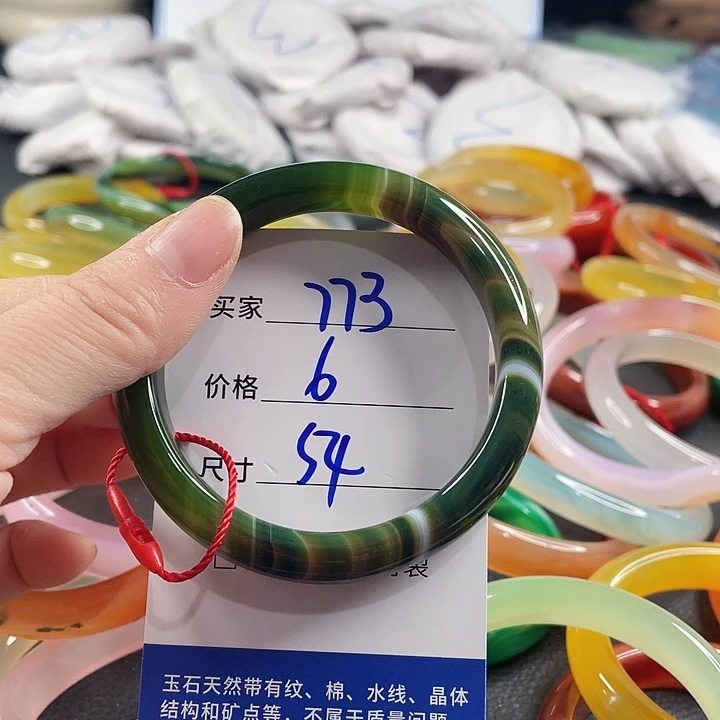 买家 773
价格 6
尺寸 54
裂
玉石天然带有纹、棉、水线、晶体
结构和矿点等，不属于质量问题